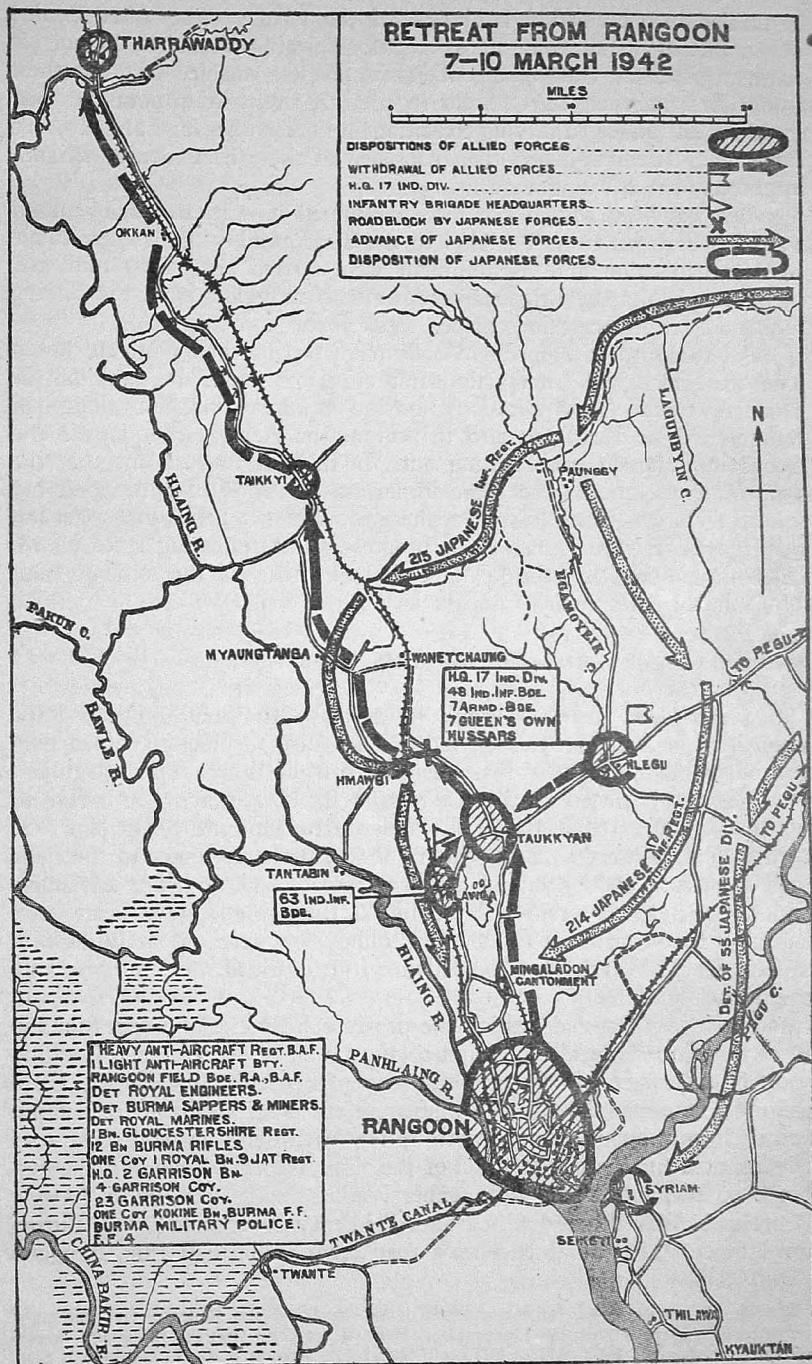 RETREAT FROM RANGOON
7-10 MARCH 1942
MILES
5 0 10 20
DISPOSITIONS OF ALLIED FORCES
WITHDRAWAL OF ALLIED FORCES
H.Q. 17 IND. DIV.
INFANTRY BRIGADE HEADQUARTERS
ROADBLOCK BY JAPANESE FORCES
ADVANCE OF JAPANESE FORCES
DISPOSITION OF JAPANESE FORCES
THARRAWADDY
OKKAN
N
LAGUNBYIN C.
HLAING R.
TAIKKYI
215 JAPANESE INF. REGT.
PAUNGGY
NGAMOYEIK C.
PAKUN C.
MYAUNGTANGA
WANETCHAUNG
TO PEGU
H.Q. 17 IND. DIV.
48 IND. INF. BDE.
7 ARMD. BDE.
7 QUEEN'S OWN
HUSSARS
BAWLE R.
HLEGU
HMAWBI
TO PEGU
TAUKKYAN
TANTABIN
63 IND. INF.
BDE.
HLAWGA
214 JAPANESE INF. REGT.
DET. OF 55 JAPANESE DIV.
HLAING R.
MINGALADON
CANTONMENT
PEGU C.
1 HEAVY ANTI-AIRCRAFT REGT. B.A.F.
1 LIGHT ANTI-AIRCRAFT BTY.
RANGOON FIELD BDE. R.A., B.A.F.
DET ROYAL ENGINEERS.
DET BURMA SAPPERS & MINERS.
DET ROYAL MARINES.
1 BN. GLOUCESTERSHIRE REGT.
12 BN BURMA RIFLES
ONE COY 1 ROYAL BN. 9 JAT REGT
H.Q. 2 GARRISON BN.
4 GARRISON COY.
23 GARRISON COY.
ONE COY KOKINE BN, BURMA F.F.
BURMA MILITARY POLICE.
F.F. 4
PANHLAING R.
RANGOON
SYRIAM
TWANTE CANAL
SEIKGYI
CHINA BAKIR R.
TWANTE
THILAWA
KYAUKTAN